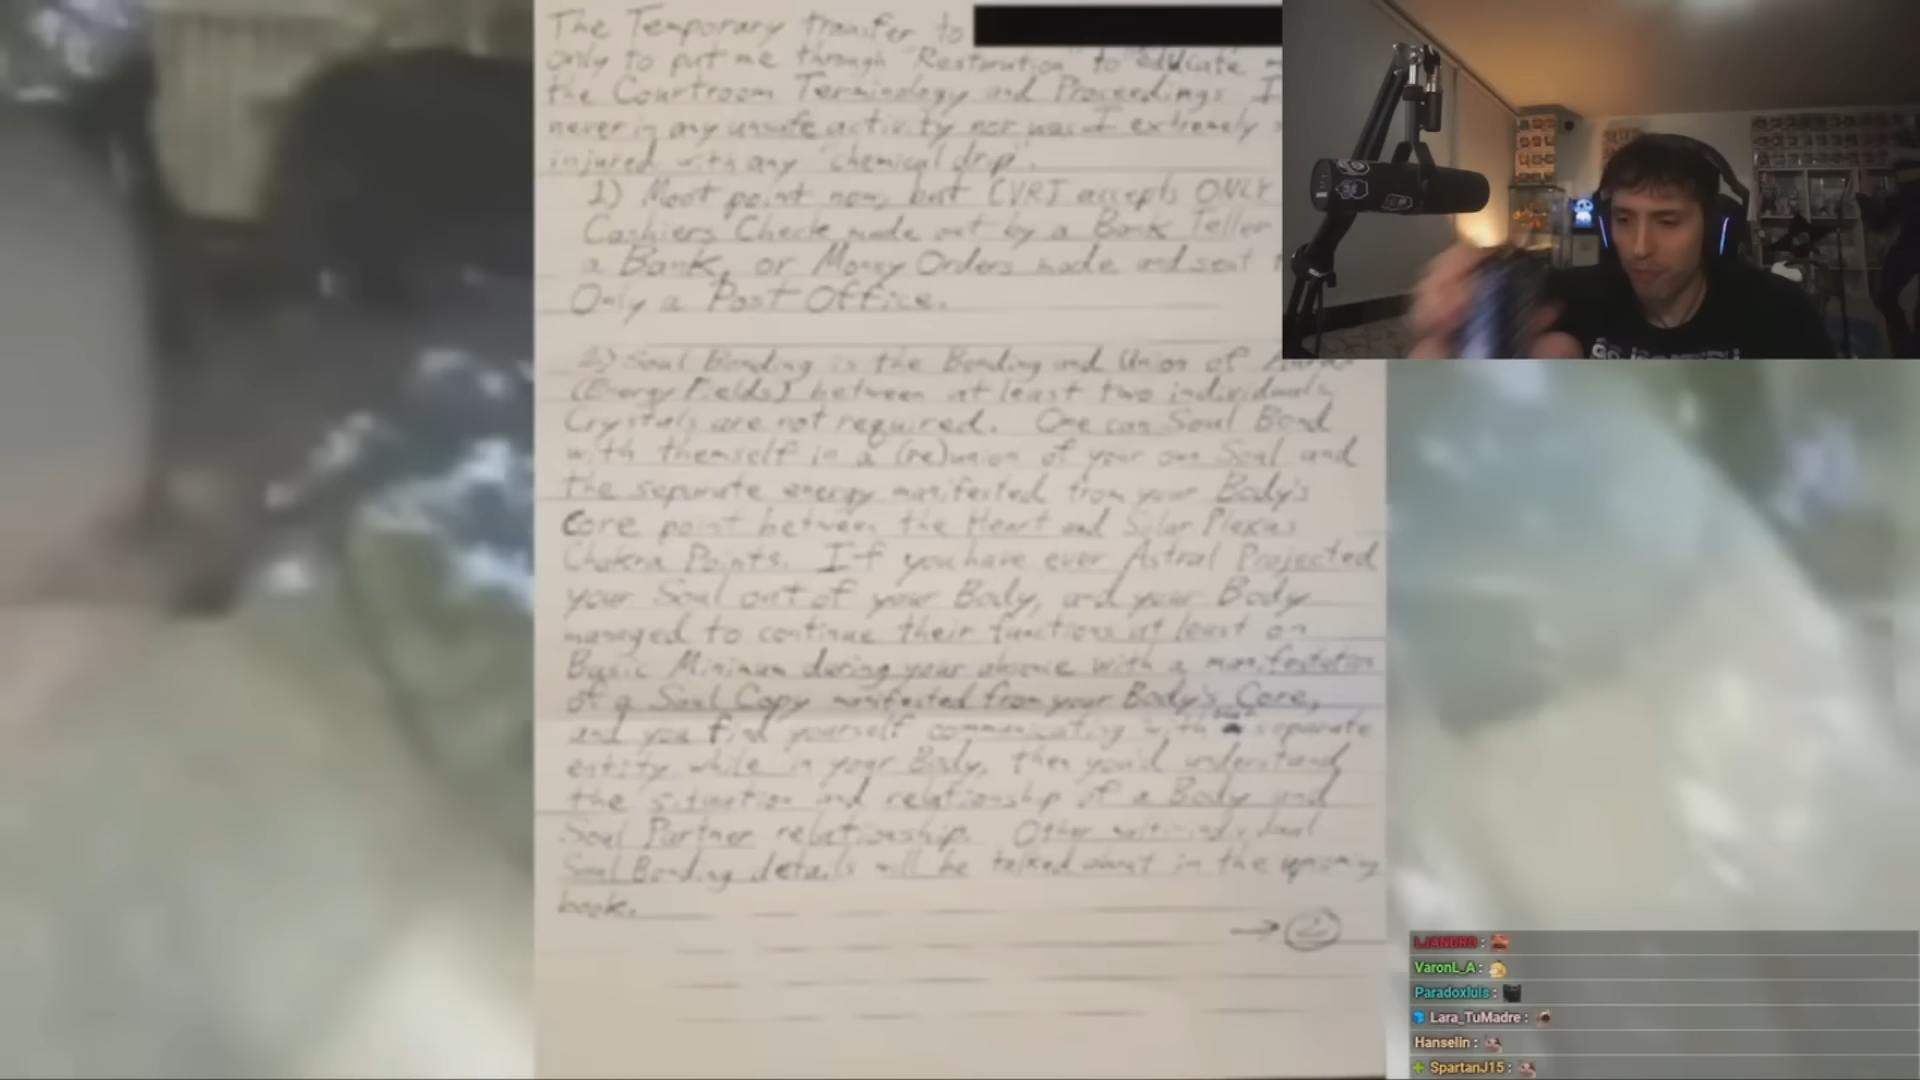 The Temporary transfer to
only to put me through "Restoration" to educate
the Courtroom Terminology and Proceedings. I
never in any unsafe activity nor was I extremely
injured with any "chemical drip".
1) Moot point now, but CVRJ accepts ONLY
Cashiers Check made out by a Bank Teller
a Bank, or Money Orders made and sent
Only a Post Office.
2) Soul Bonding is the Bonding and Union of
(Energy Fields) between at least two individuals.
Crystals are not required. One can Soul Bond
with themself in a (re)union of your own Soul and
the separate energy manifested from your Body's
Core point between the Heart and Solar Plexus
Chakra Points. If you have ever Astral Projected
your Soul out of your Body, and your Body
managed to continue their functions at least on
Basic Minimum during your absence with a manifestation
of a Soul Copy manifested from your Body's Core,
and you find yourself communicating with separate
entity while in your Body, then you'd understand
the situation and relationship of a Body and
Soul Partner relationship. Other multi-individual
Soul Bonding details will be talked about in the upcoming
book.
→ 2
LJANDRO :
VaronL_A :
Paradoxluis :
Lara_TuMadre :
Hanselin :
SpartanJ15 :